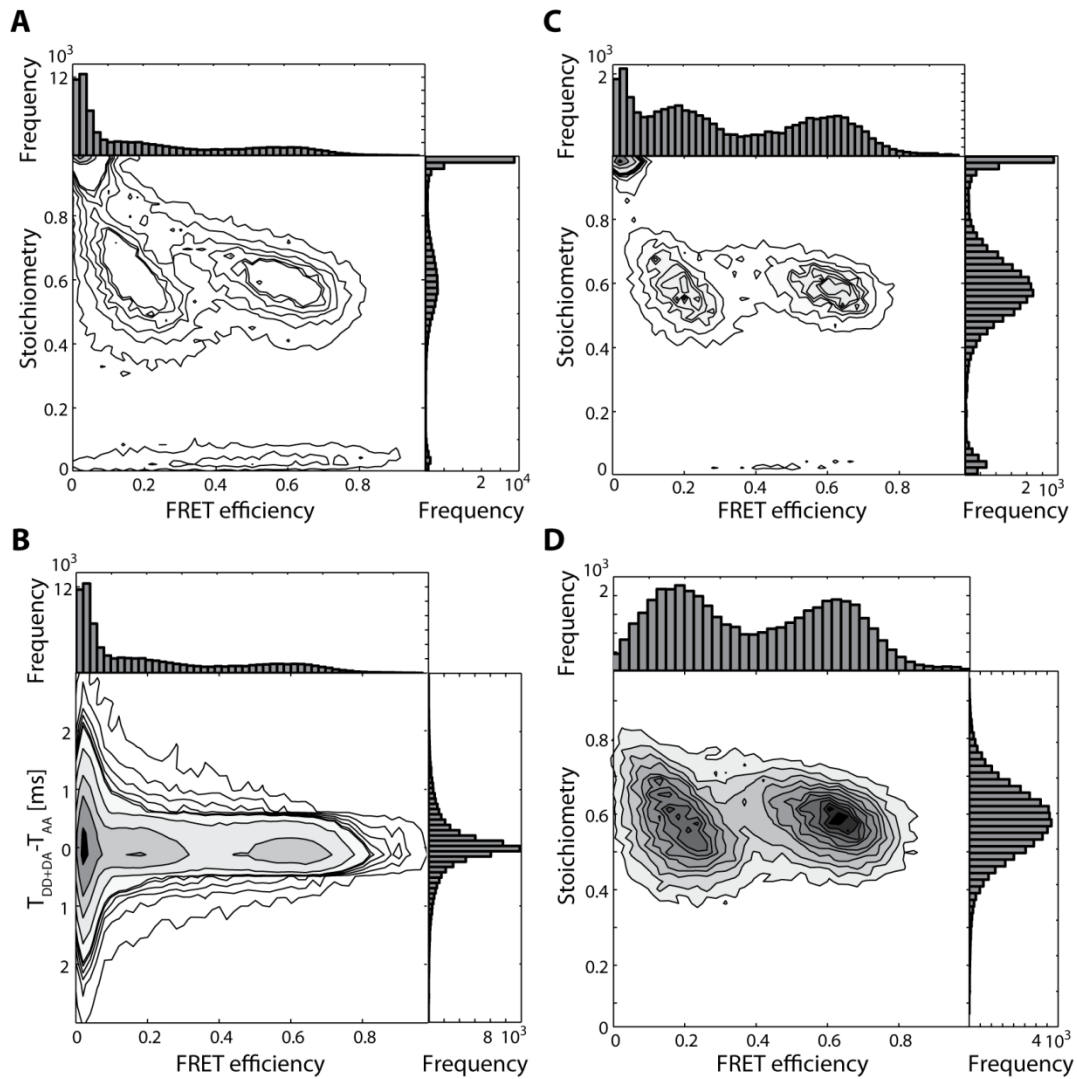 A
10³
12
Frequency
0.8
0.6
0.4
0.2
0
Stoichiometry
0 0.2 0.4 0.6 0.8
2 10⁴
FRET efficiency
Frequency
C
10³
2
Frequency
0.8
0.6
0.4
0.2
0
Stoichiometry
0.2 0.4 0.6 0.8
2 10³
FRET efficiency
Frequency
B
10³
12
Frequency
2
1
0
1
2
T_DD+DA-T_AA [ms]
0 0.2 0.4 0.6 0.8
8 10³
FRET efficiency
Frequency
D
10³
2
Frequency
0.8
0.6
0.4
0.2
0
Stoichiometry
0 0.2 0.4 0.6 0.8
4 10³
FRET efficiency
Frequency